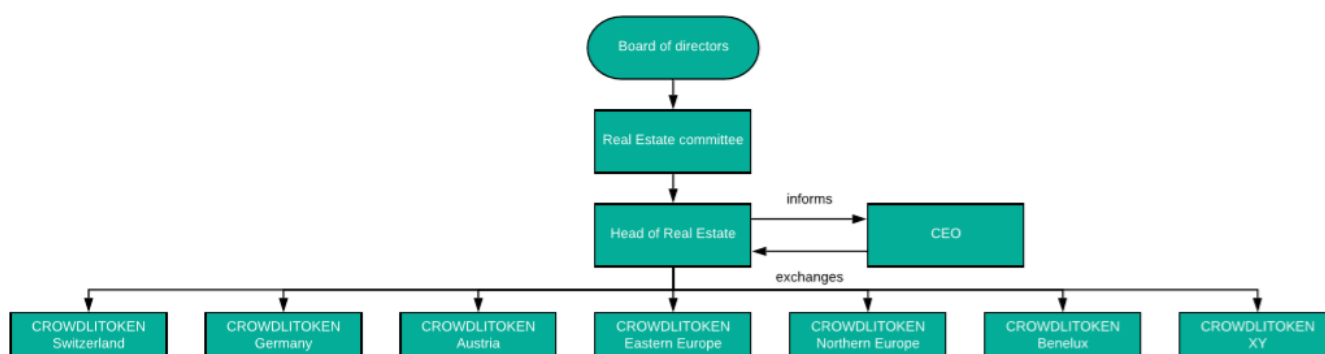 Board of directors
Real Estate committee
informs
Head of Real Estate
CEO
exchanges
CROWDLITOKEN
Switzerland
CROWDLITOKEN
Germany
CROWDLITOKEN
Austria
CROWDLITOKEN
Eastern Europe
CROWDLITOKEN
Northern Europe
CROWDLITOKEN
Benelux
CROWDLITOKEN
XY